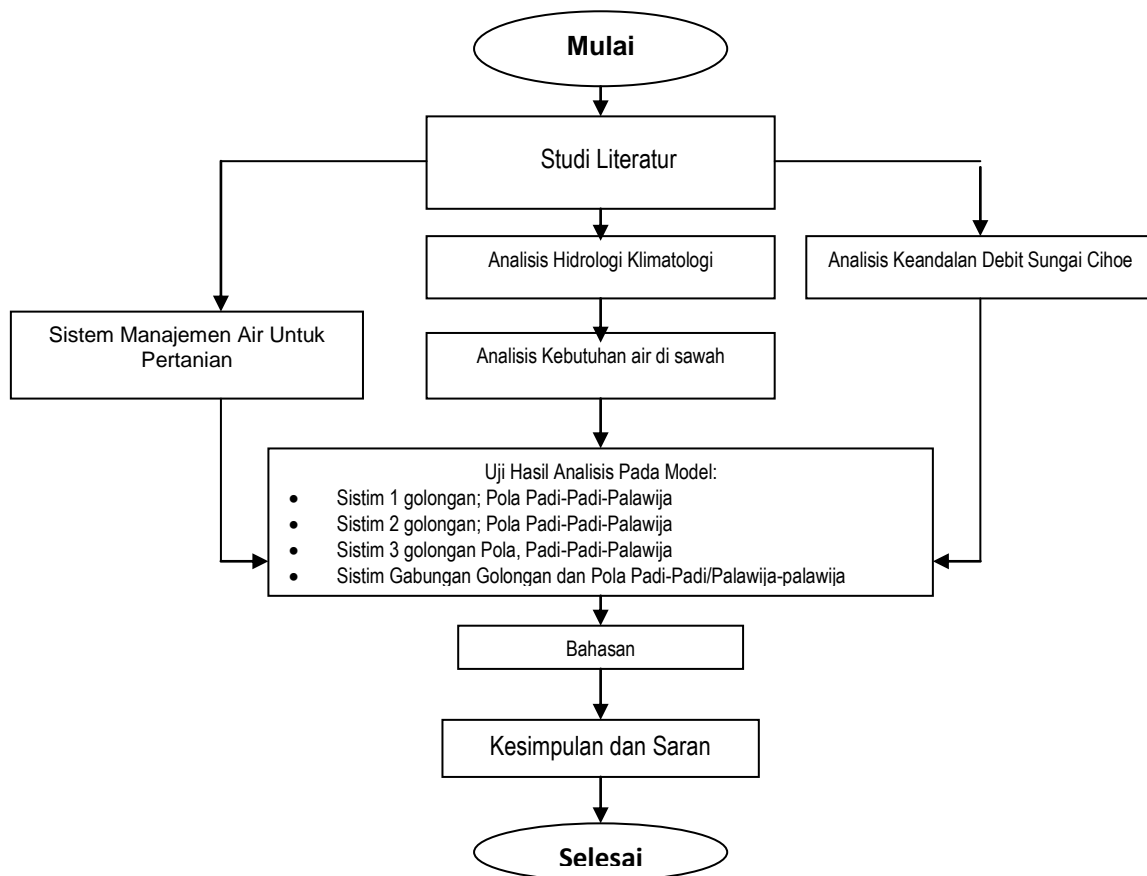 Mulai
Studi Literatur
Analisis Hidrologi Klimatologi
Analisis Keandalan Debit Sungai Cihoe
Sistem Manajemen Air Untuk
Pertanian
Analisis Kebutuhan air di sawah
Uji Hasil Analisis Pada Model:
• Sistim 1 golongan; Pola Padi-Padi-Palawija
• Sistim 2 golongan; Pola Padi-Padi-Palawija
• Sistim 3 golongan Pola, Padi-Padi-Palawija
• Sistim Gabungan Golongan dan Pola Padi-Padi/Palawija-palawija
Bahasan
Kesimpulan dan Saran
Selesai